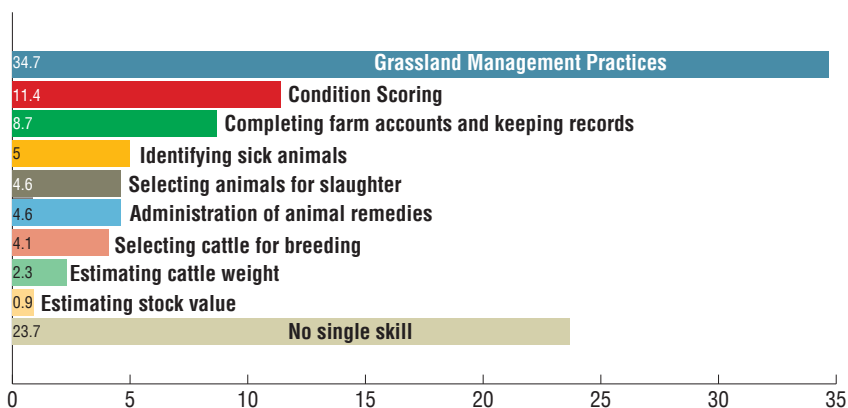 34.7 Grassland Management Practices
11.4 Condition Scoring
8.7 Completing farm accounts and keeping records
5 Identifying sick animals
4.6 Selecting animals for slaughter
4.6 Administration of animal remedies
4.1 Selecting cattle for breeding
2.3 Estimating cattle weight
0.9 Estimating stock value
23.7 No single skill
0 5 10 15 20 25 30 35